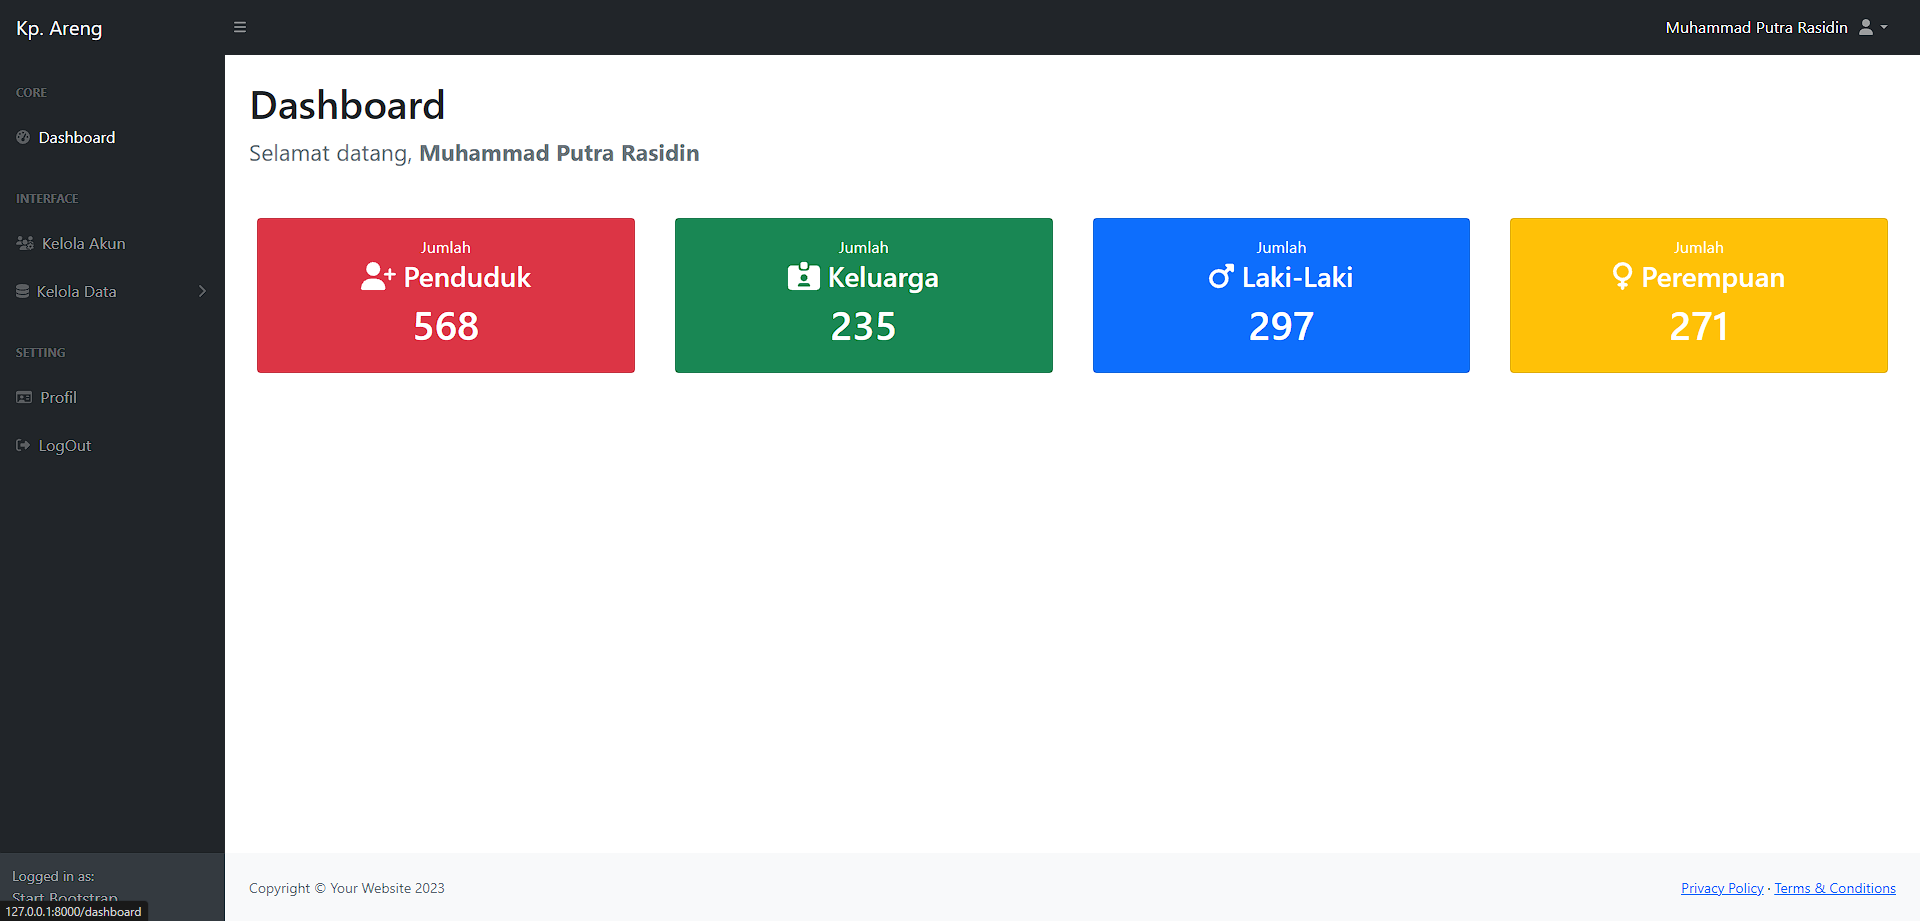 Kp. Areng
Muhammad Putra Rasidin
CORE
Dashboard
INTERFACE
Kelola Akun
Kelola Data
SETTING
Profil
LogOut
Logged in as:
Start Bootstrap
127.0.0.1:8000/dashboard
Dashboard
Selamat datang, Muhammad Putra Rasidin
Jumlah
Penduduk
568
Jumlah
Keluarga
235
Jumlah
Laki-Laki
297
Jumlah
Perempuan
271
Copyright © Your Website 2023
Privacy Policy · Terms & Conditions